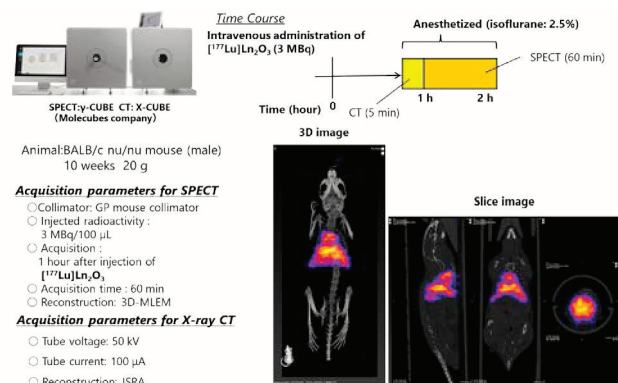 Time Course
Intravenous administration of
[¹⁷⁷Lu]Ln₂O₃ (3 MBq)
Anesthetized (isoflurane: 2.5%)
SPECT (60 min)
Time (hour)
0
CT (5 min)
1 h
2 h
SPECT:γ-CUBE CT: X-CUBE
(Molecubes company)
Animal:BALB/c nu/nu mouse (male)
10 weeks 20 g
Acquisition parameters for SPECT
○Collimator: GP mouse collimator
○ Injected radioactivity :
3 MBq/100 μL
○ Acquisition :
1 hour after injection of
[¹⁷⁷Lu]Ln₂O₃
○ Acquisition time : 60 min
○ Reconstruction: 3D-MLEM
Acquisition parameters for X-ray CT
○ Tube voltage: 50 kV
○ Tube current: 100 μA
○ Reconstruction: ISRA
3D image
Slice image